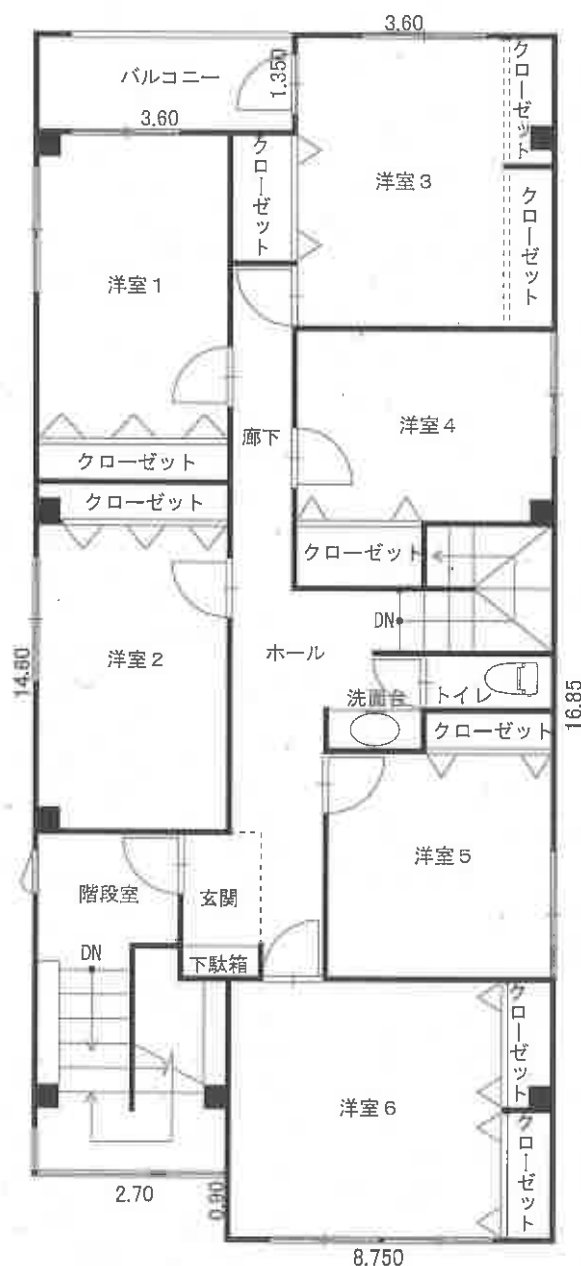 3.60
バルコニー
1.350
クローゼット
3.60
クローゼット
洋室3
クローゼット
洋室1
廊下
洋室4
クローゼット
クローゼット
クローゼット
DN
ホール
洋室2
14.60
洗面台
トイレ
16.85
クローゼット
洋室5
階段室
玄関
DN
下駄箱
クローゼット
洋室6
クローゼット
2.70
0.90
8.750